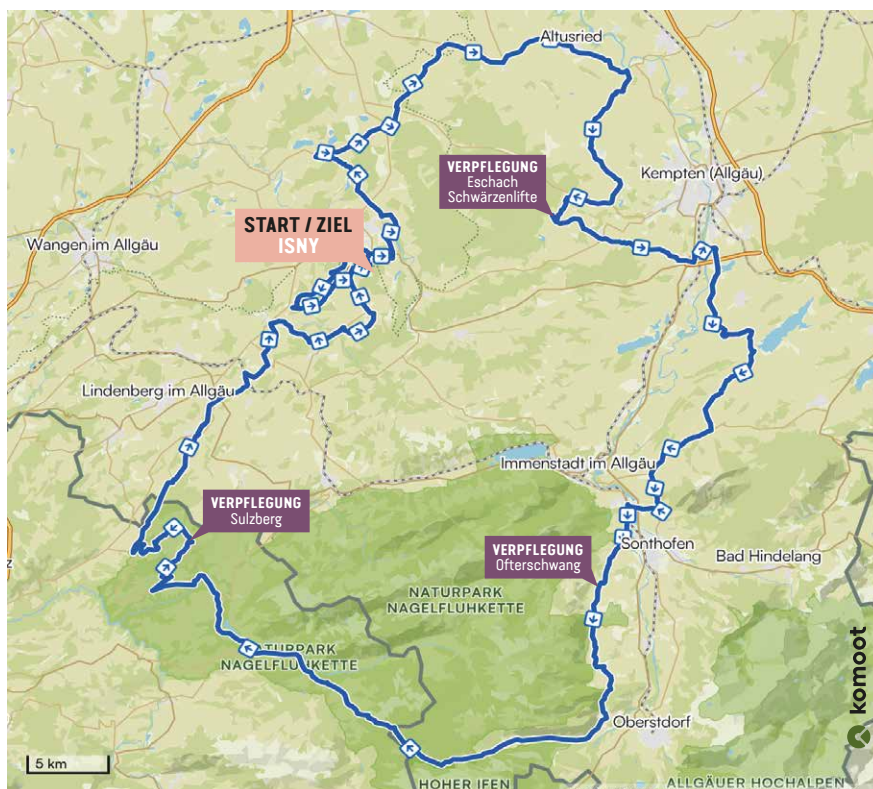 Altusried
VERPFLEGUNG
Eschach
Schwärzenlifte
Kempten (Allgäu)
START / ZIEL
ISNY
Wangen im Allgäu
Lindenberg im Allgäu
Immenstadt im Allgäu
VERPFLEGUNG
Sulzberg
Sonthofen
Bad Hindelang
VERPFLEGUNG
Ofterschwang
z
NATURPARK
NAGELFLUHKETTE
NATURPARK
NAGELFLUHKETTE
Oberstdorf
komoot
5 km
HOHER IFEN
ALLGÄUER HOCHALPEN